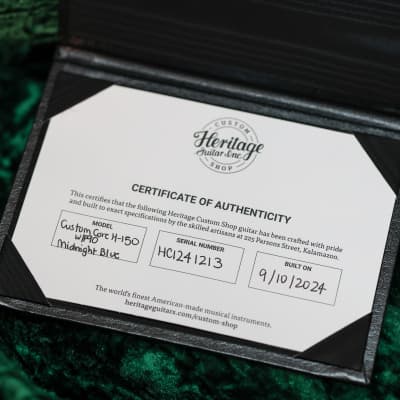 CUSTOM
Heritage
Guitar Inc.
SHOP
CERTIFICATE OF AUTHENTICITY
This certifies that the following Heritage Custom Shop guitar has been crafted with pride
and built to exact specifications by the skilled artisans at 225 Parsons Street, Kalamazoo.
MODEL
Custom Core H-150
Midnight Blue
SERIAL NUMBER
HC1241213
BUILT ON
9/10/2024
The world's finest American-made musical instruments.
heritageguitars.com/custom-shop